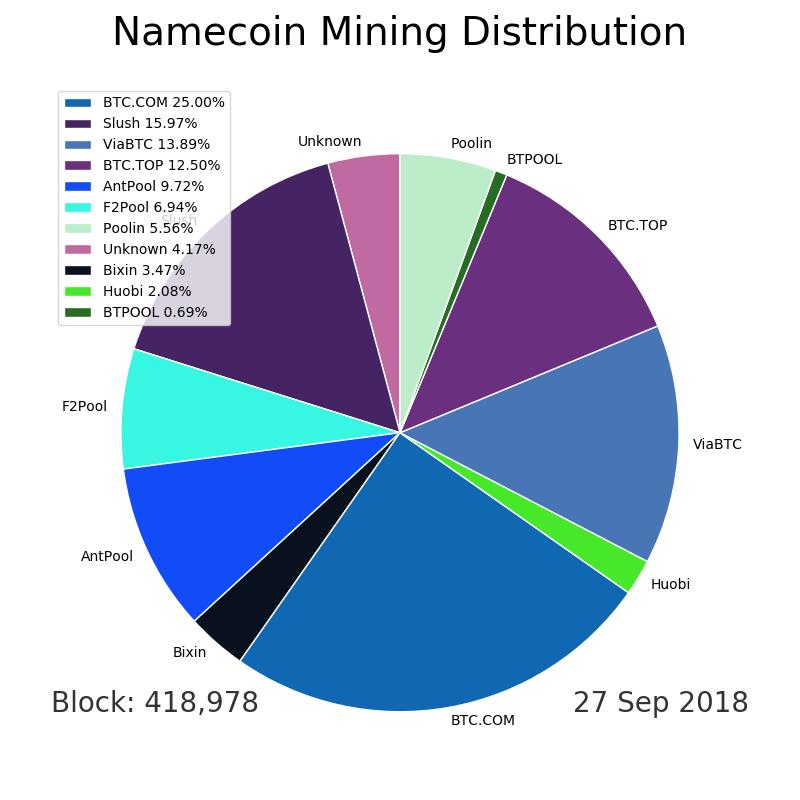 Namecoin Mining Distribution
BTC.COM 25.00%
Slush 15.97%
ViaBTC 13.89%
BTC.TOP 12.50%
AntPool 9.72%
F2Pool 6.94%
Poolin 5.56%
Unknown 4.17%
Bixin 3.47%
Huobi 2.08%
BTPOOL 0.69%
Unknown
Poolin
BTPOOL
Slush
BTC.TOP
F2Pool
ViaBTC
AntPool
Huobi
Bixin
BTC.COM
Block: 418,978
27 Sep 2018